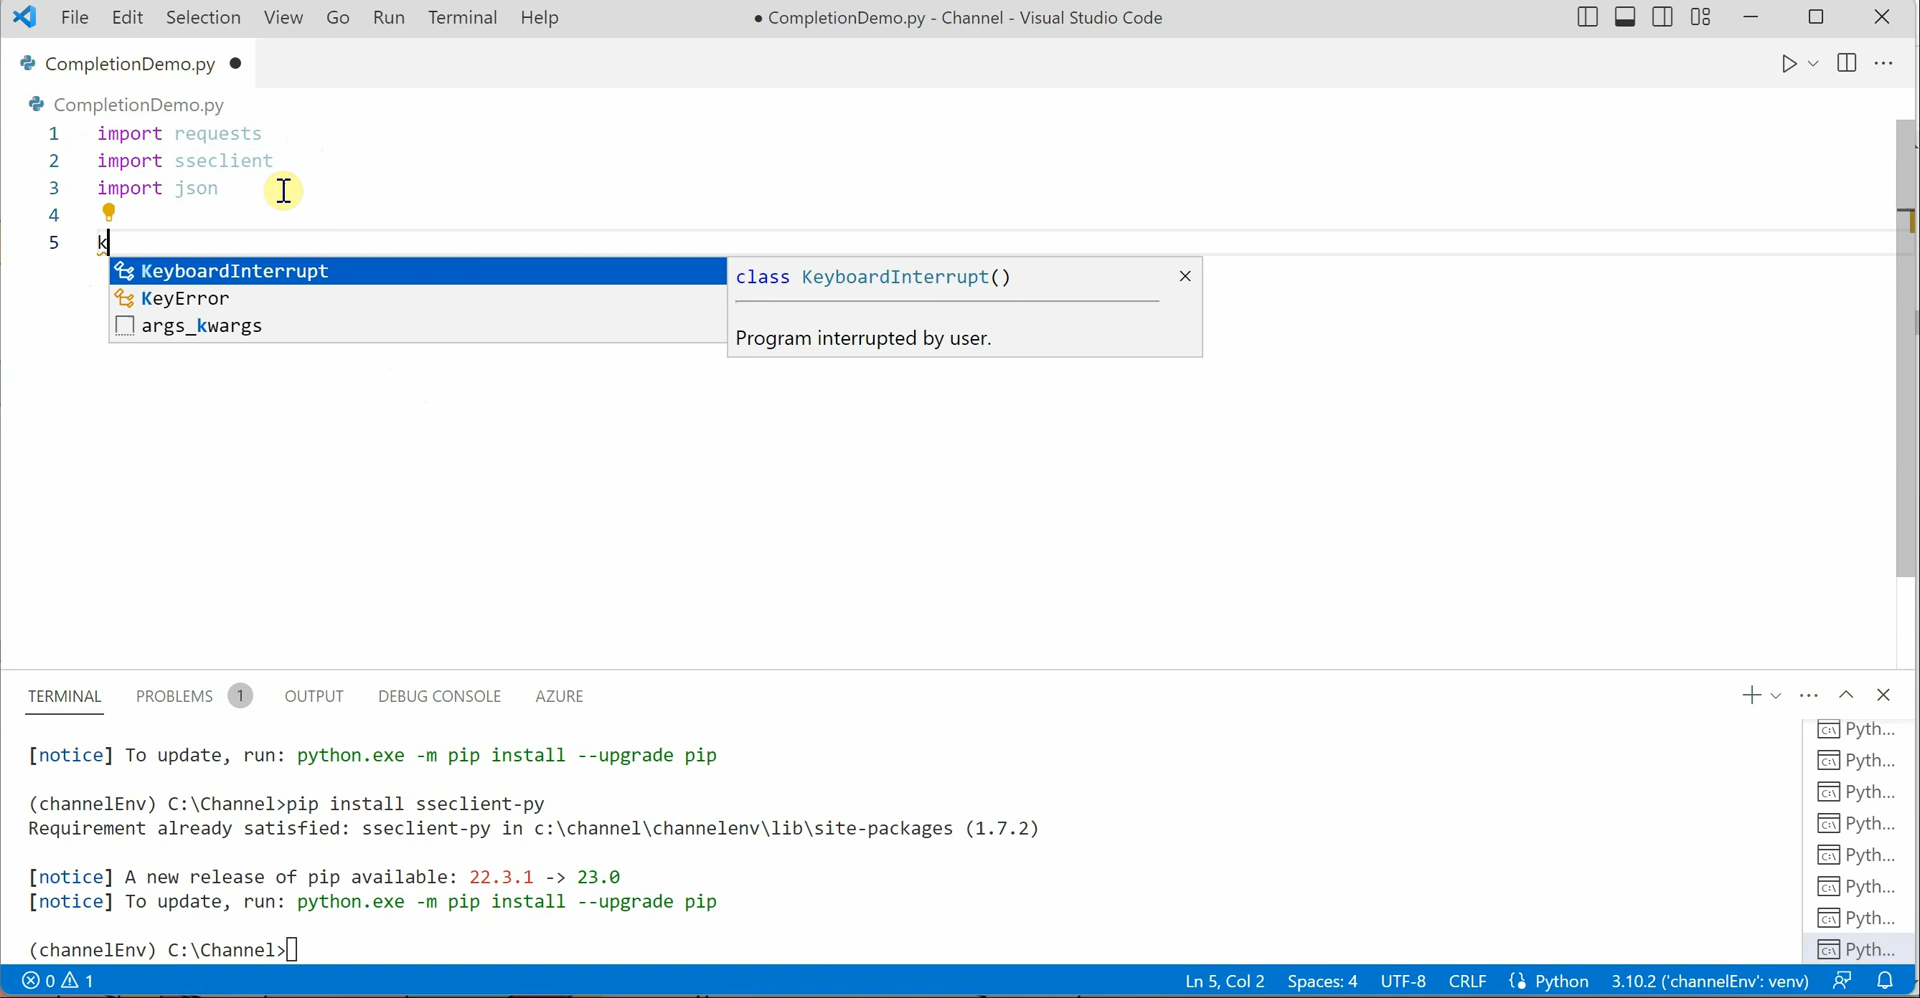 File Edit Selection View Go Run Terminal Help
● CompletionDemo.py - Channel - Visual Studio Code
CompletionDemo.py ●
CompletionDemo.py
1 import requests
2 import sseclient
3 import json
4
5 k
KeyboardInterrupt
KeyError
args_kwargs
class KeyboardInterrupt()
Program interrupted by user.
TERMINAL PROBLEMS 1 OUTPUT DEBUG CONSOLE AZURE
[notice] To update, run: python.exe -m pip install --upgrade pip
(channelEnv) C:\Channel>pip install sseclient-py
Requirement already satisfied: sseclient-py in c:\channel\channelenv\lib\site-packages (1.7.2)
[notice] A new release of pip available: 22.3.1 -> 23.0
[notice] To update, run: python.exe -m pip install --upgrade pip
(channelEnv) C:\Channel>
Pyth...
Pyth...
Pyth...
Pyth...
Pyth...
Pyth...
Pyth...
Pyth...
0 1 Ln 5, Col 2 Spaces: 4 UTF-8 CRLF Python 3.10.2 ('channelEnv': venv)